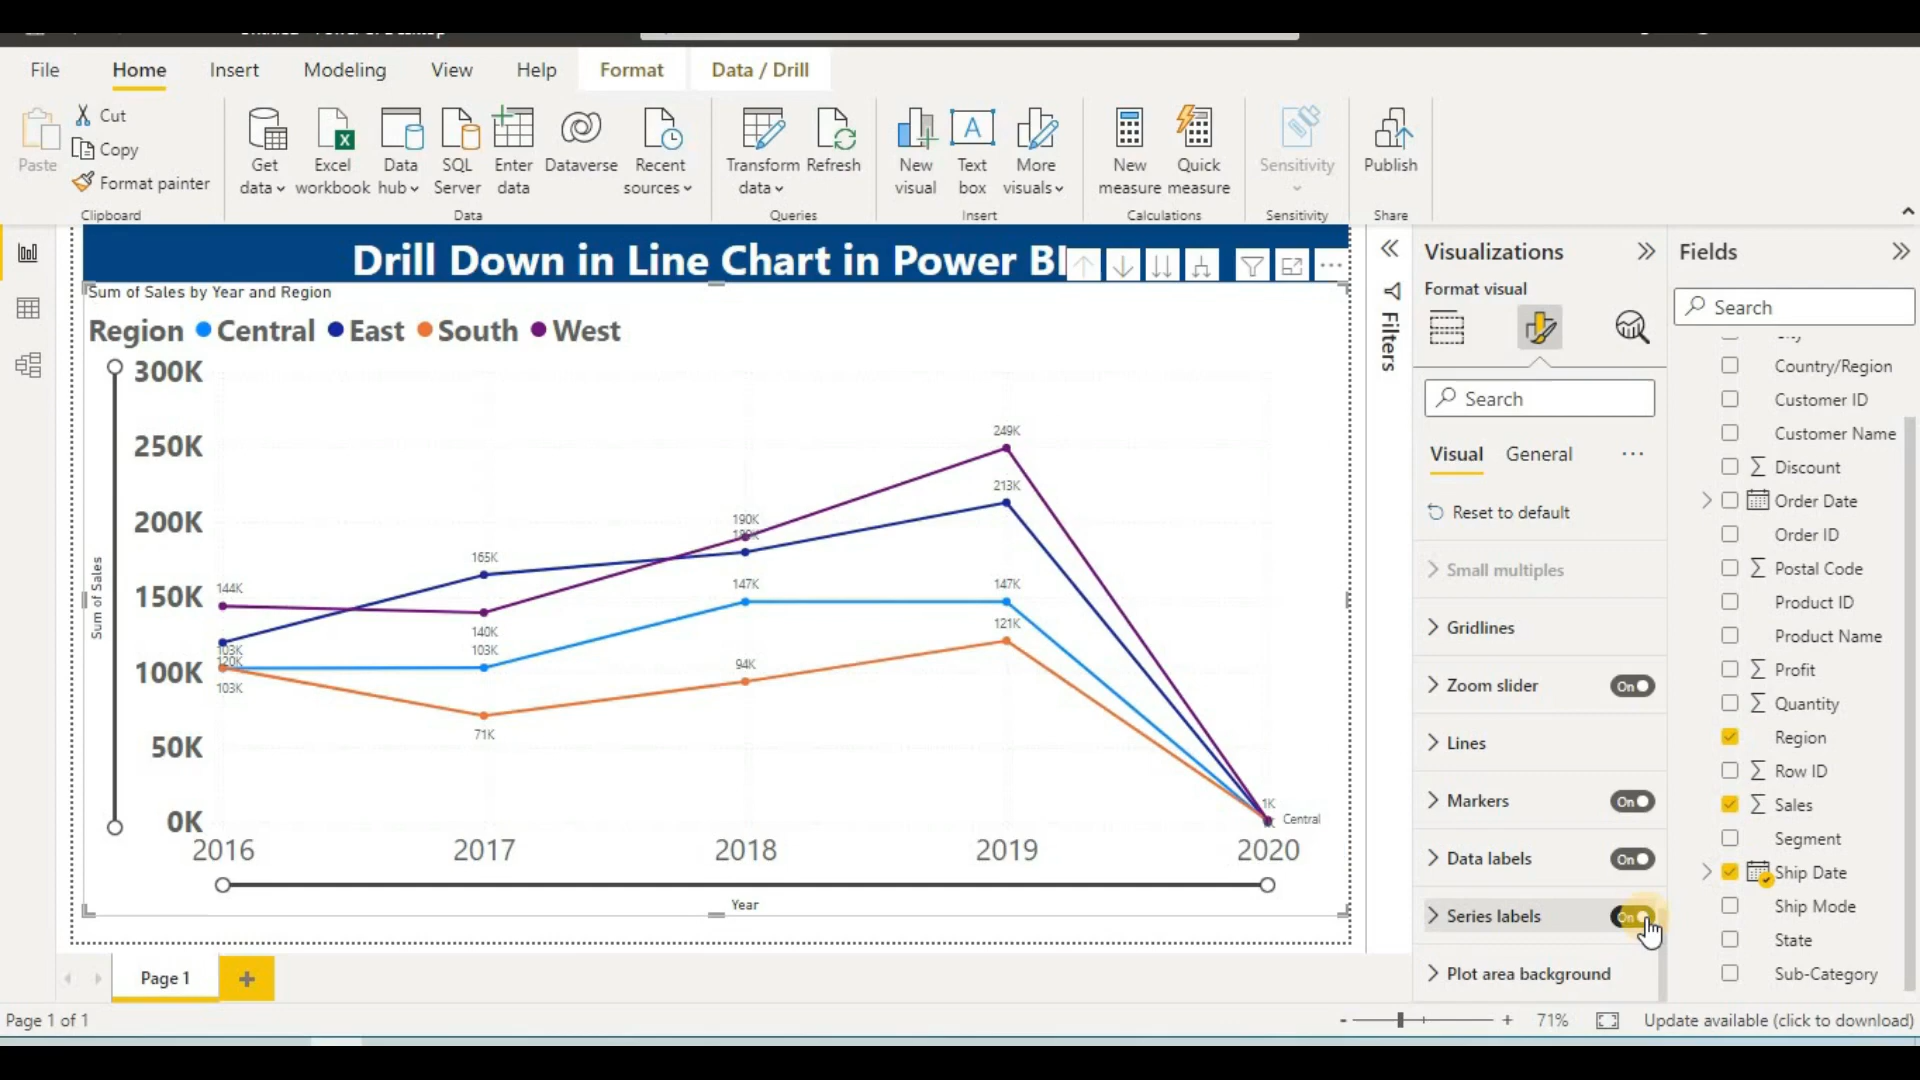 File Home Insert Modeling View Help Format Data / Drill
Paste
Cut
Copy
Format painter
Clipboard
Get data
Excel workbook
Data hub
SQL Server
Enter data
Dataverse
Recent sources
Data
Transform data
Refresh
Queries
New visual
Text box
More visuals
Insert
New measure
Quick measure
Calculations
Sensitivity
Sensitivity
Publish
Share
Drill Down in Line Chart in Power BI
Sum of Sales by Year and Region
Region Central East South West
300K
250K
200K
150K
100K
50K
0K
Sum of Sales
249K
213K
190K
165K
147K
147K
144K
140K
121K
103K
103K
120K
103K
94K
71K
1K
Central
2016 2017 2018 2019 2020
Year
Filters
Visualizations
Format visual
Search
Visual General
Reset to default
Small multiples
Gridlines
Zoom slider On
Lines
Markers On
Data labels On
Series labels On
Plot area background
Fields
Search
Country/Region
Customer ID
Customer Name
Discount
Order Date
Order ID
Postal Code
Product ID
Product Name
Profit
Quantity
Region
Row ID
Sales
Segment
Ship Date
Ship Mode
State
Sub-Category
Page 1
Page 1 of 1
- + 71%
Update available (click to download)